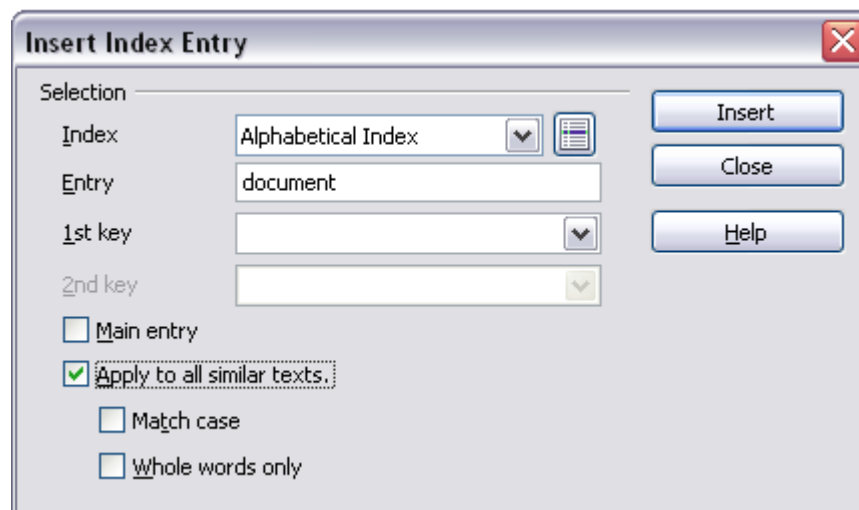 Insert Index Entry
Selection
Insert
Index Alphabetical Index
Close
Entry document
1st key
Help
2nd key
Main entry
Apply to all similar texts.
Match case
Whole words only